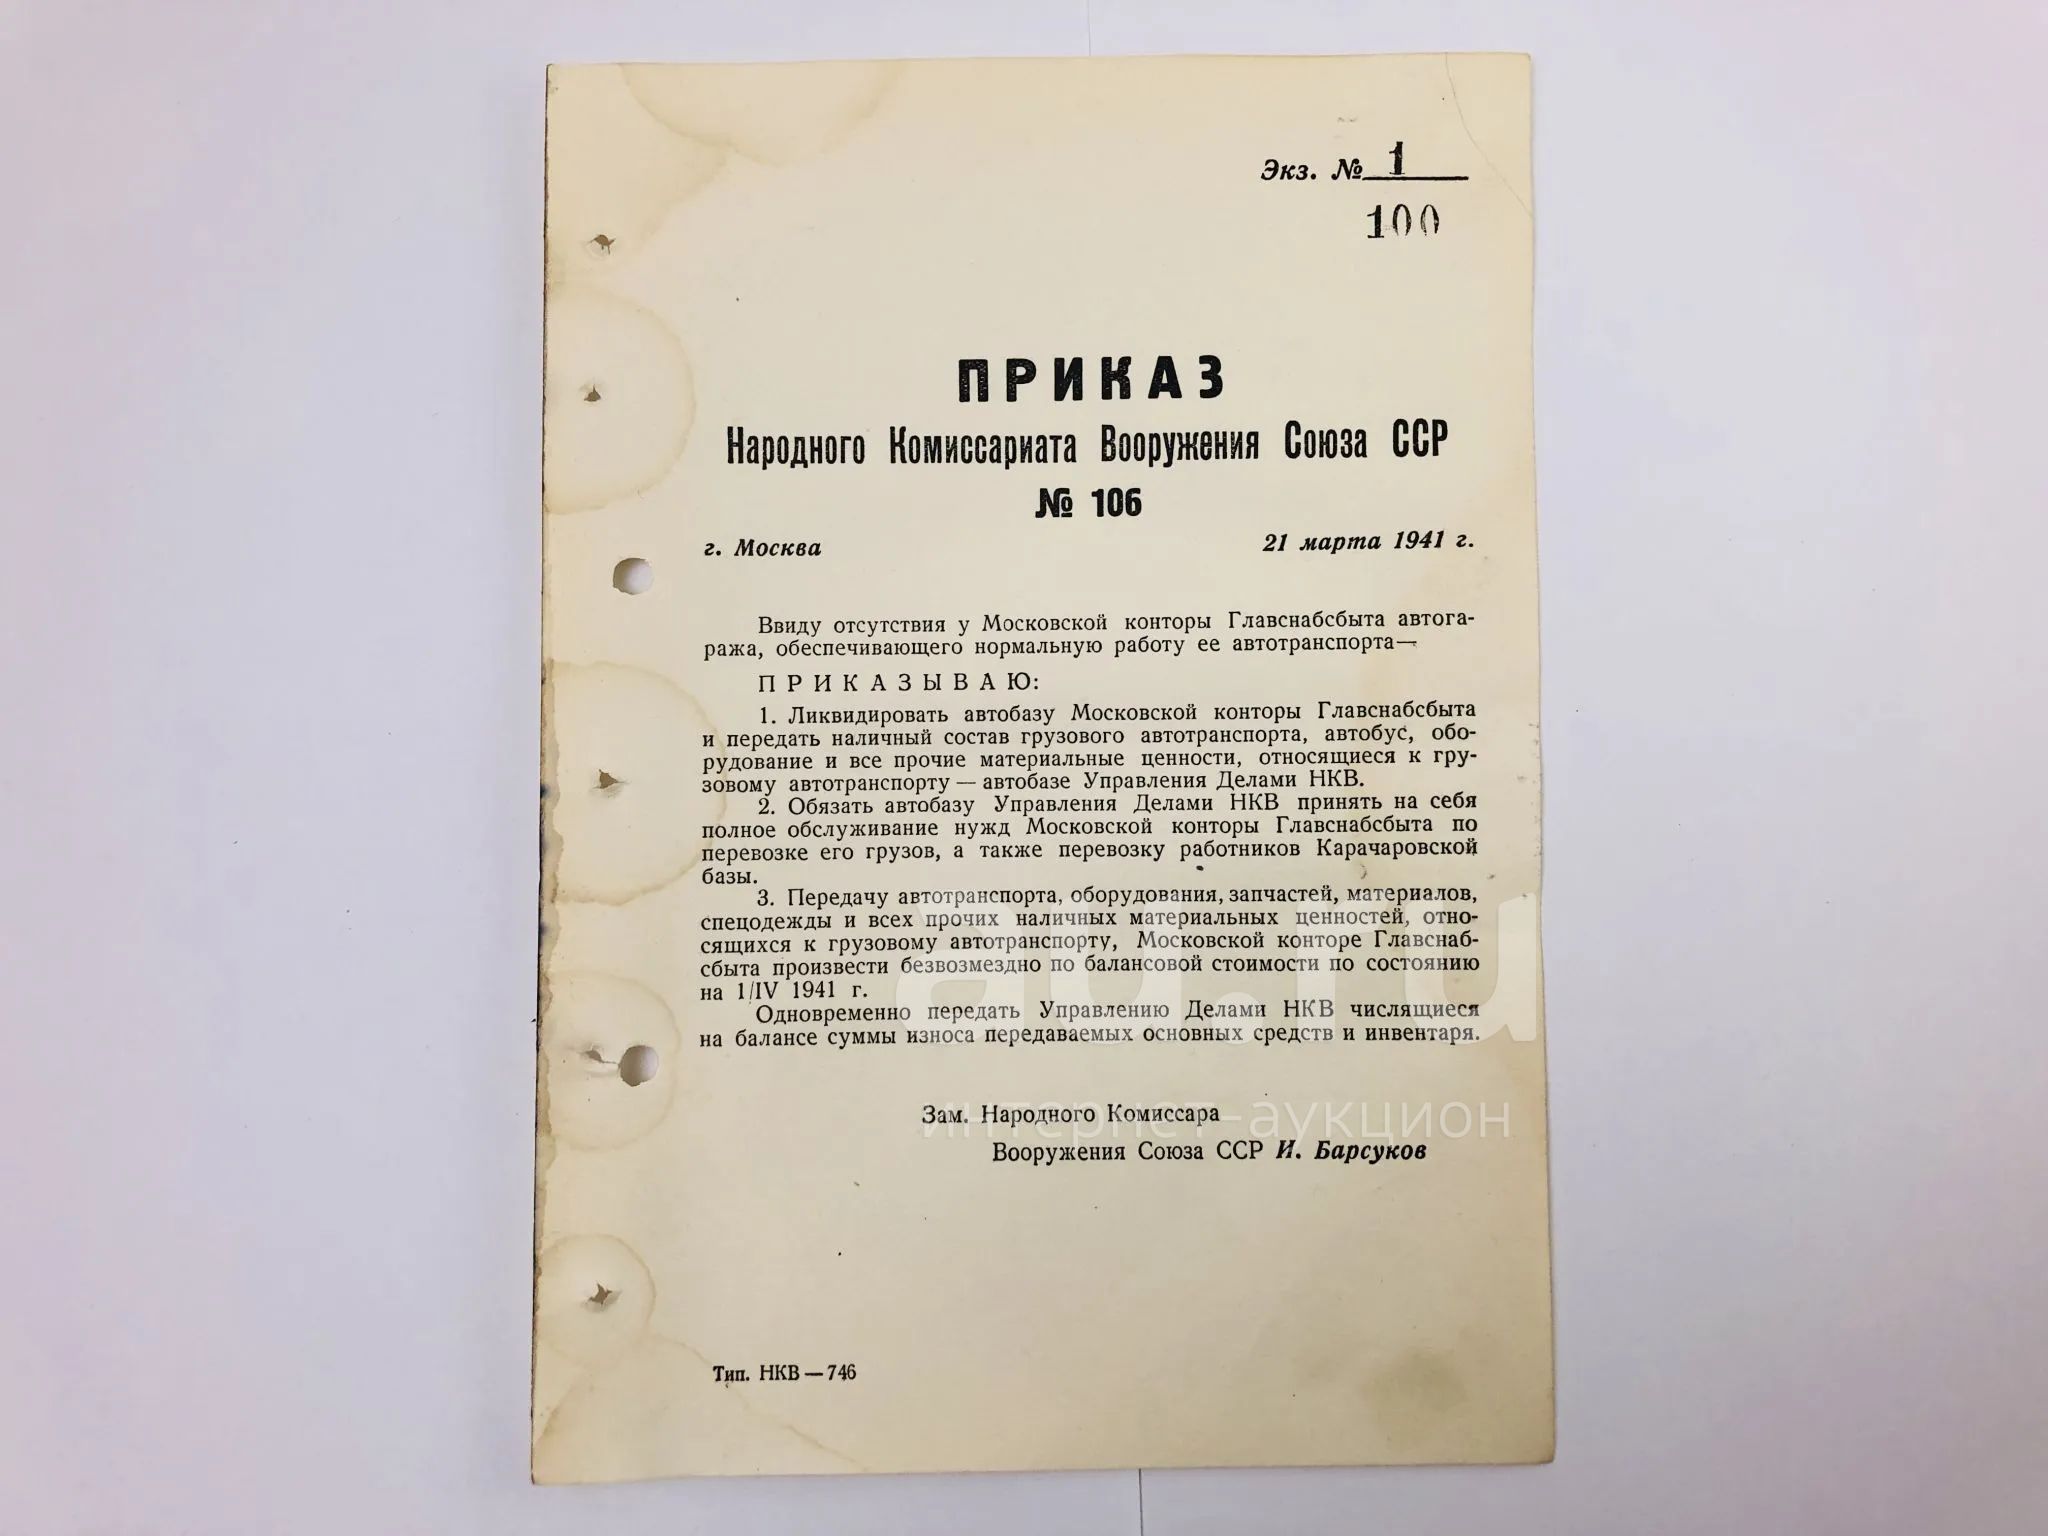 Экз. № 1
100
ПРИКАЗ
Народного Комиссариата Вооружения Союза ССР
№ 106
г. Москва 21 марта 1941 г.
Ввиду отсутствия у Московской конторы Главснабсбыта автога-
ража, обеспечивающего нормальную работу ее автотранспорта—
ПРИКАЗЫВАЮ:
1. Ликвидировать автобазу Московской конторы Главснабсбыта
и передать наличный состав грузового автотранспорта, автобус, обо-
рудование и все прочие материальные ценности, относящиеся к гру-
зовому автотранспорту — автобазе Управления Делами НКВ.
2. Обязать автобазу Управления Делами НКВ принять на себя
полное обслуживание нужд Московской конторы Главснабсбыта по
перевозке его грузов, а также перевозку работников Карачаровской
базы.
3. Передачу автотранспорта, оборудования, запчастей, материалов,
спецодежды и всех прочих наличных материальных ценностей, отно-
сящихся к грузовому автотранспорту, Московской конторе Главснаб-
сбыта произвести безвозмездно по балансовой стоимости по состоянию
на 1/IV 1941 г.
Одновременно передать Управлению Делами НКВ числящиеся
на балансе суммы износа передаваемых основных средств и инвентаря.
au.ru
интернет-аукцион
Зам. Народного Комиссара
Вооружения Союза ССР И. Барсуков
Тип. НКВ — 746